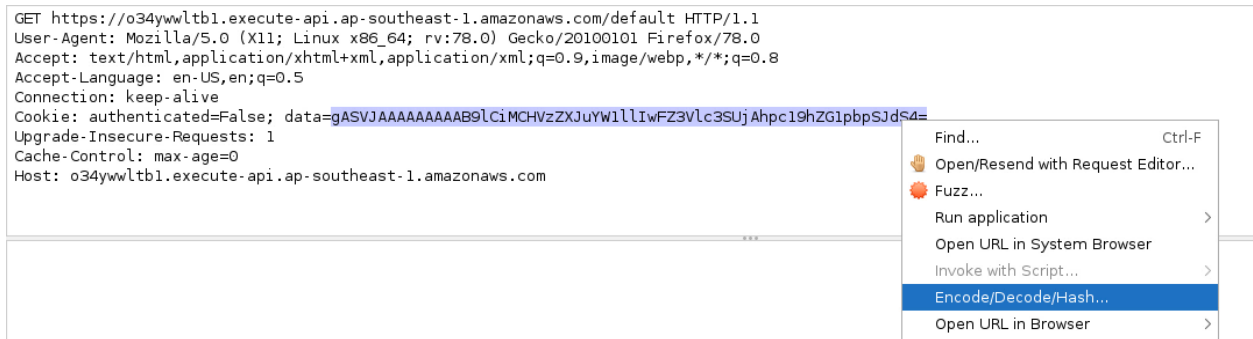 GET https://o34ywwltb1.execute-api.ap-southeast-1.amazonaws.com/default HTTP/1.1
User-Agent: Mozilla/5.0 (X11; Linux x86_64; rv:78.0) Gecko/20100101 Firefox/78.0
Accept: text/html,application/xhtml+xml,application/xml;q=0.9,image/webp,*/*;q=0.8
Accept-Language: en-US,en;q=0.5
Connection: keep-alive
Cookie: authenticated=False; data=gASVJAAAAAAAAAB9lCiMCHVzZXJuYW1llIwFZ3Vlc3SUjAhpc19hZG1pbpSJdS4=
Upgrade-Insecure-Requests: 1
Cache-Control: max-age=0
Host: o34ywwltb1.execute-api.ap-southeast-1.amazonaws.com
Find... Ctrl-F
Open/Resend with Request Editor...
Fuzz...
Run application
Open URL in System Browser
Invoke with Script...
Encode/Decode/Hash...
Open URL in Browser